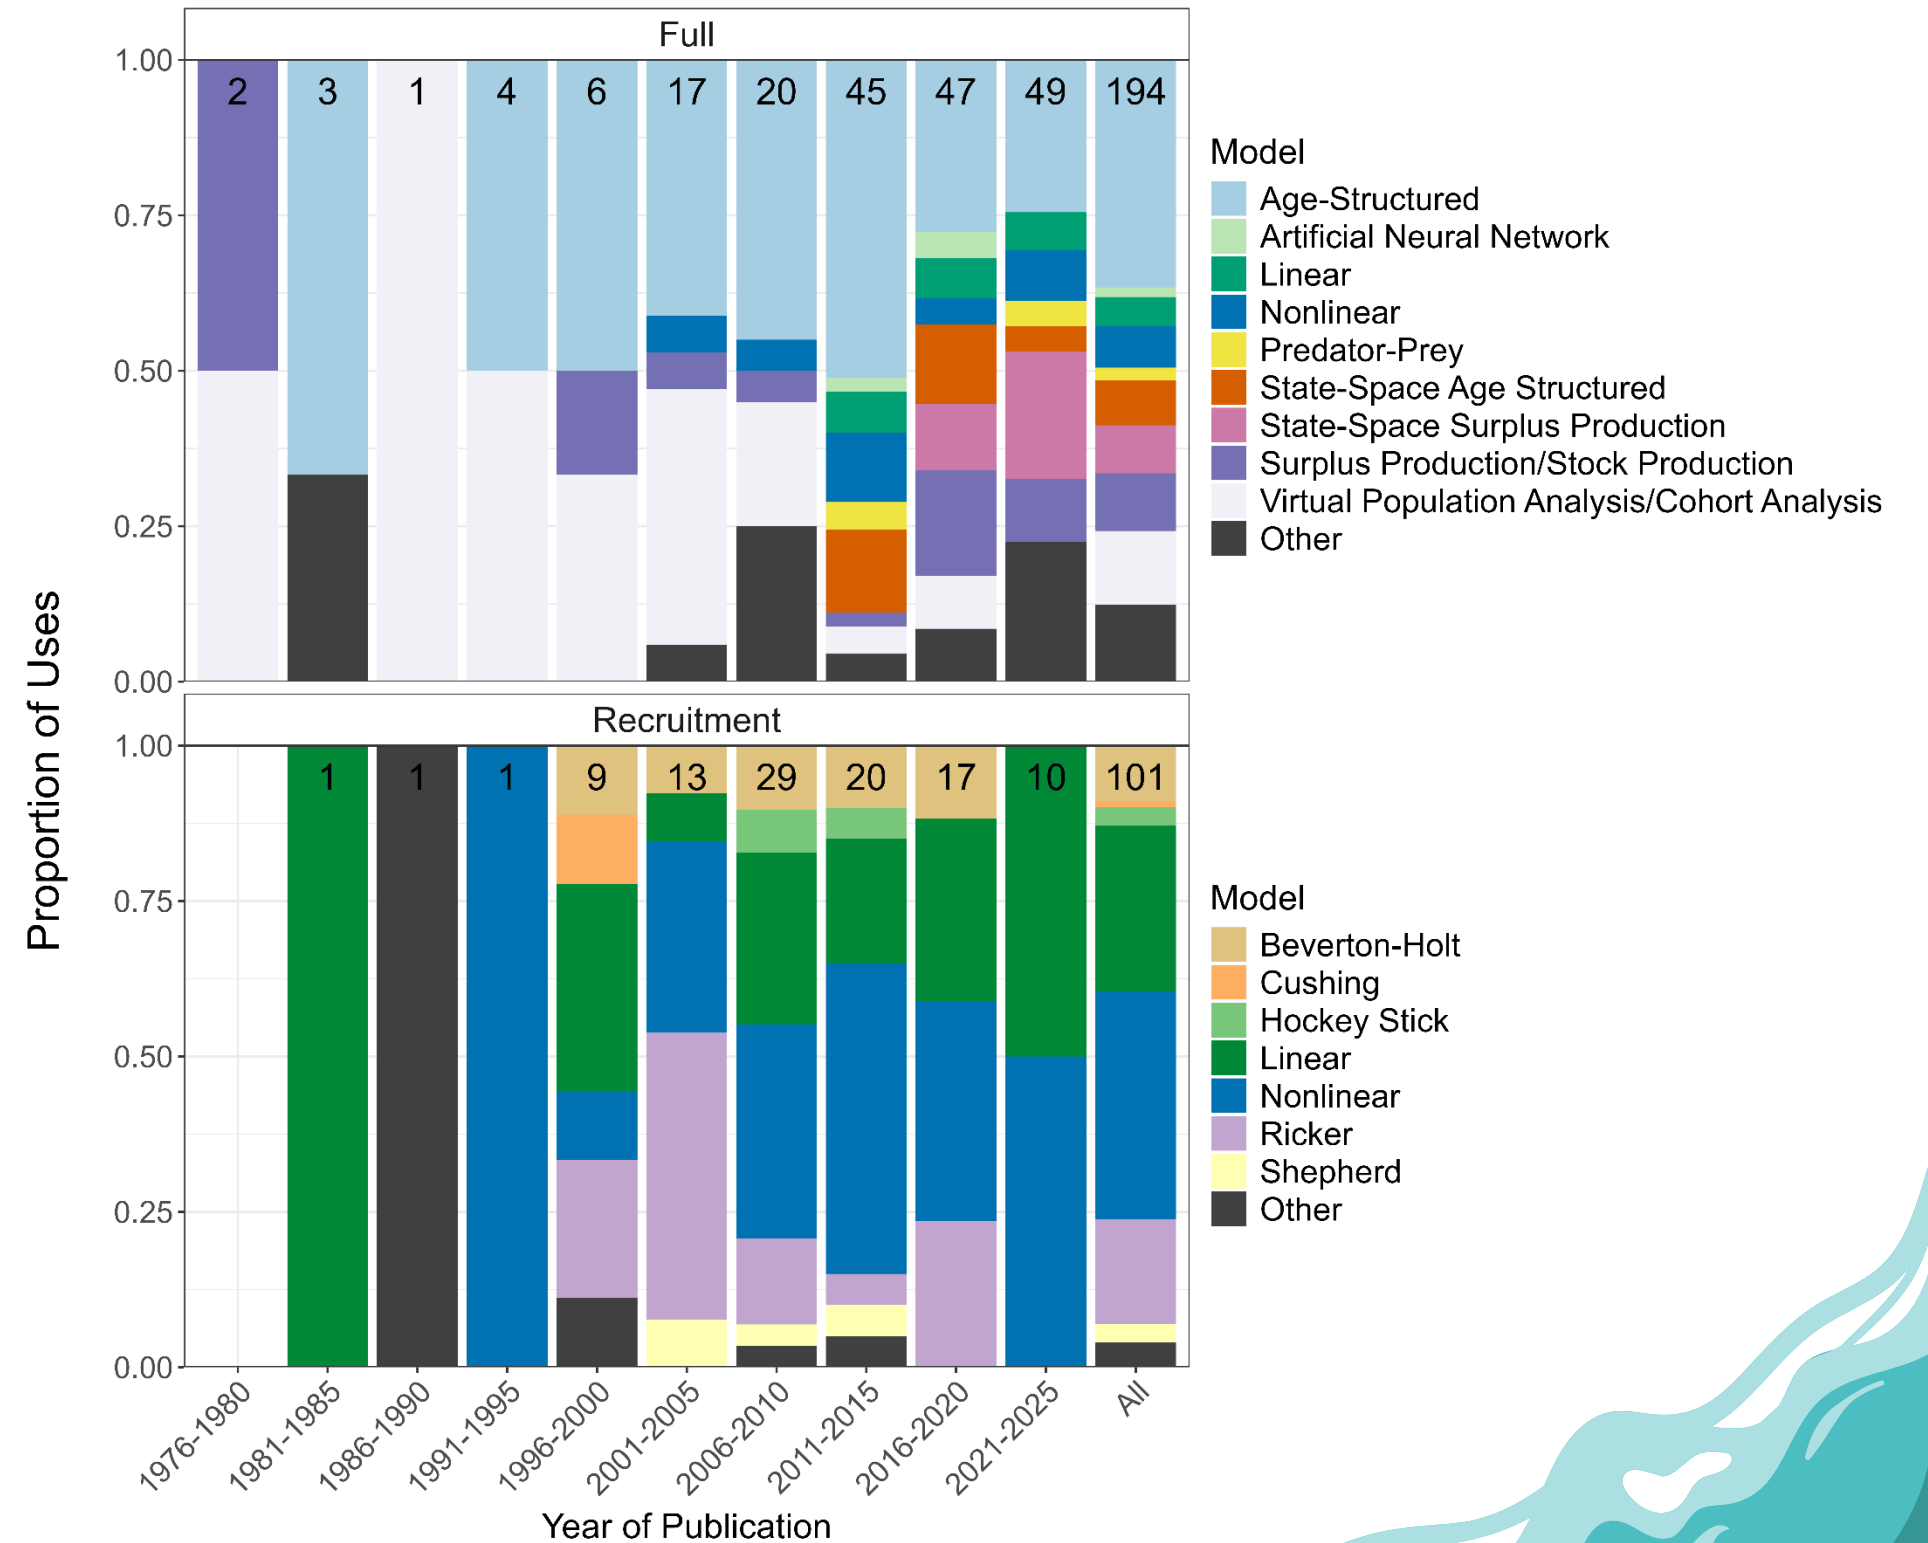 Full
1.00
2 3 1 4 6 17 20 45 47 49 194
0.75
0.50
0.25
0.00
Model
Age-Structured
Artificial Neural Network
Linear
Nonlinear
Predator-Prey
State-Space Age Structured
State-Space Surplus Production
Surplus Production/Stock Production
Virtual Population Analysis/Cohort Analysis
Other
Proportion of Uses
Recruitment
1.00
1 1 1 9 13 29 20 17 10 101
0.75
0.50
0.25
0.00
Model
Beverton-Holt
Cushing
Hockey Stick
Linear
Nonlinear
Ricker
Shepherd
Other
1976-1980
1981-1985
1986-1990
1991-1995
1996-2000
2001-2005
2006-2010
2011-2015
2016-2020
2021-2025
All
Year of Publication